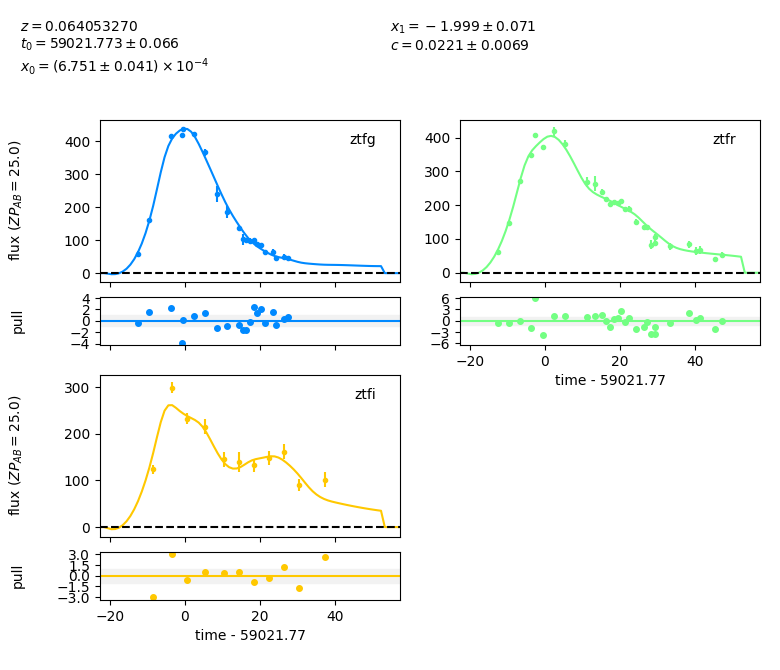 z = 0.064053270
t₀ = 59021.773 ± 0.066
x₀ = (6.751 ± 0.041) × 10⁻⁴
x₁ = −1.999 ± 0.071
c = 0.0221 ± 0.0069
flux (ZP_AB = 25.0)
400
300
200
100
0
ztfg
pull
4
2
0
−2
−4
400
300
200
100
0
ztfr
6
3
0
−3
−6
−20 0 20 40
time - 59021.77
flux (ZP_AB = 25.0)
300
200
100
0
ztfi
pull
3.0
1.5
0.0
−1.5
−3.0
−20 0 20 40
time - 59021.77